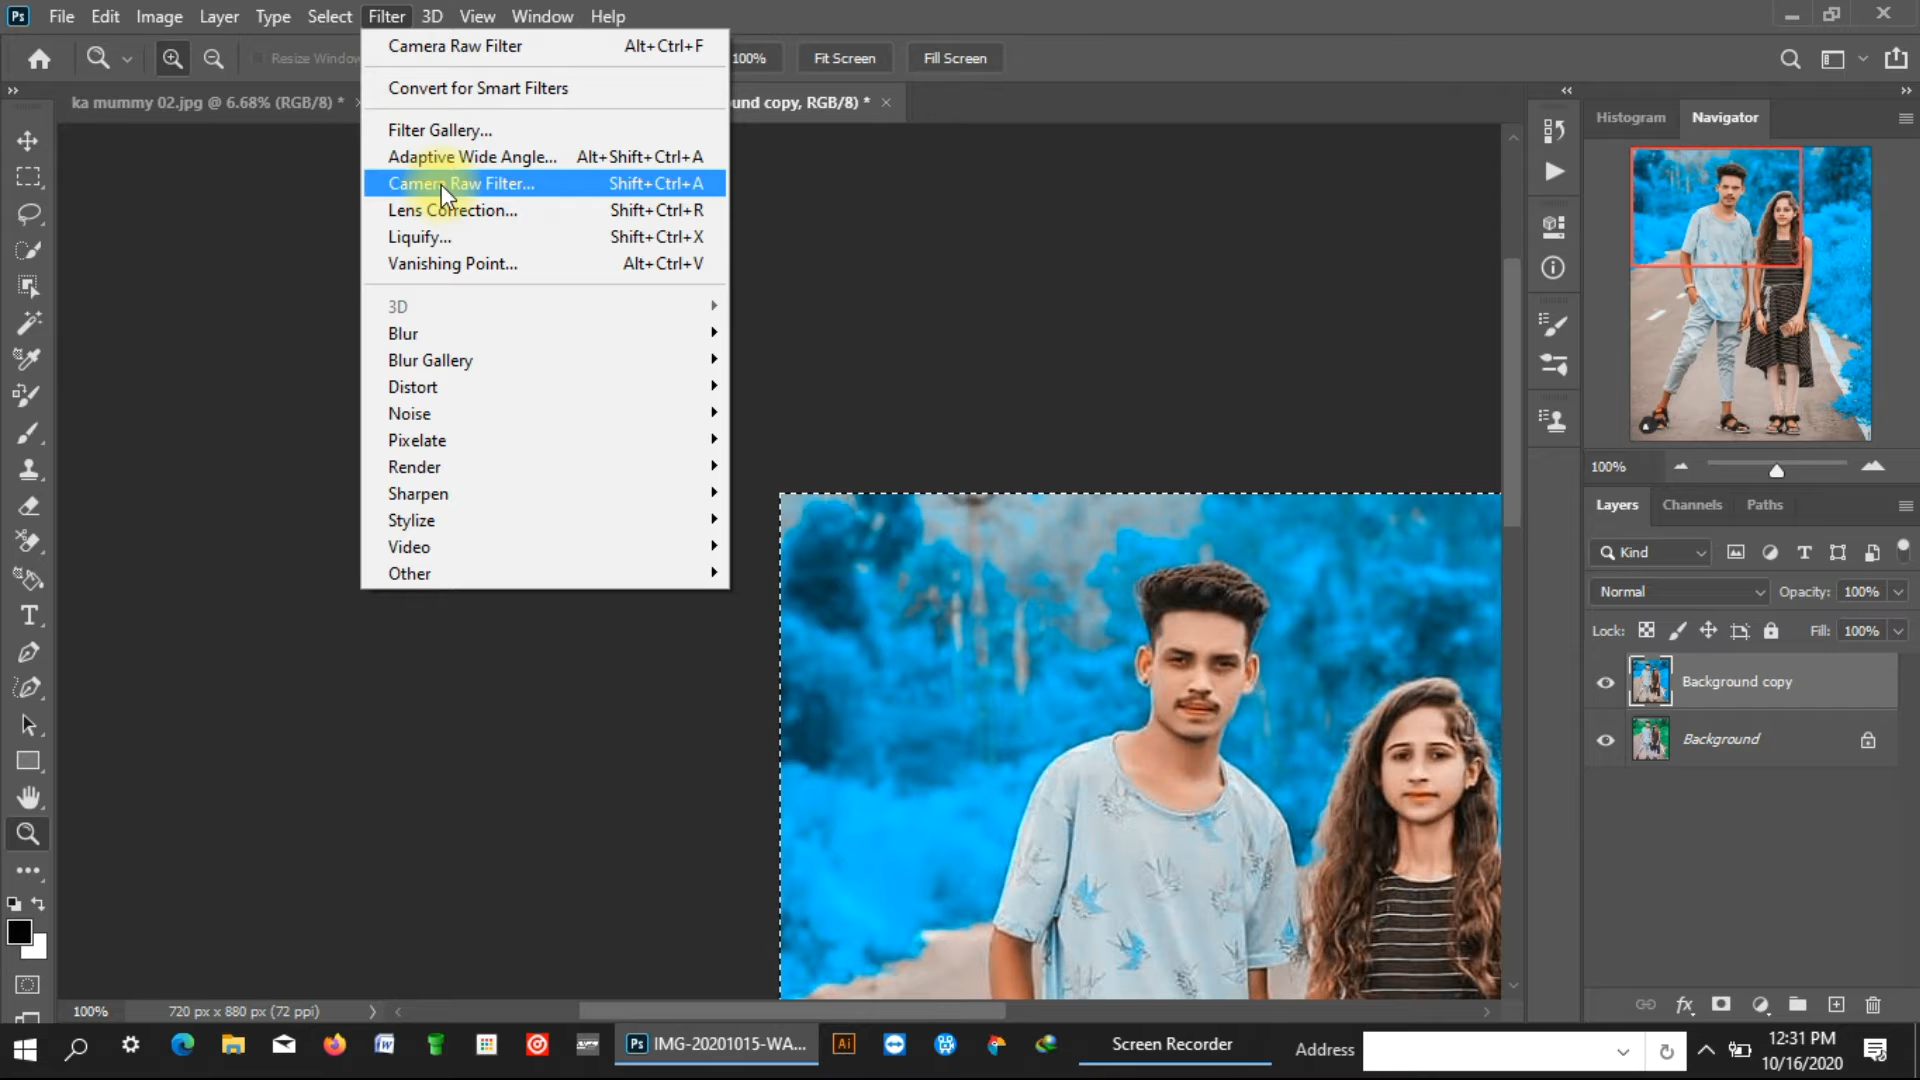 Ps File Edit Image Layer Type Select Filter 3D View Window Help
Resize Window 100% Fit Screen Fill Screen
ka mummy 02.jpg @ 6.68% (RGB/8) * und copy, RGB/8) *
Camera Raw Filter Alt+Ctrl+F
Convert for Smart Filters
Filter Gallery...
Adaptive Wide Angle... Alt+Shift+Ctrl+A
Camera Raw Filter... Shift+Ctrl+A
Lens Correction... Shift+Ctrl+R
Liquify... Shift+Ctrl+X
Vanishing Point... Alt+Ctrl+V
3D
Blur
Blur Gallery
Distort
Noise
Pixelate
Render
Sharpen
Stylize
Video
Other
Histogram Navigator
100%
Layers Channels Paths
Kind
Normal Opacity: 100%
Lock: Fill: 100%
Background copy
Background
100% 720 px x 880 px (72 ppi)
Ps IMG-20201015-WA... Ai Screen Recorder Address
12:31 PM
10/16/2020